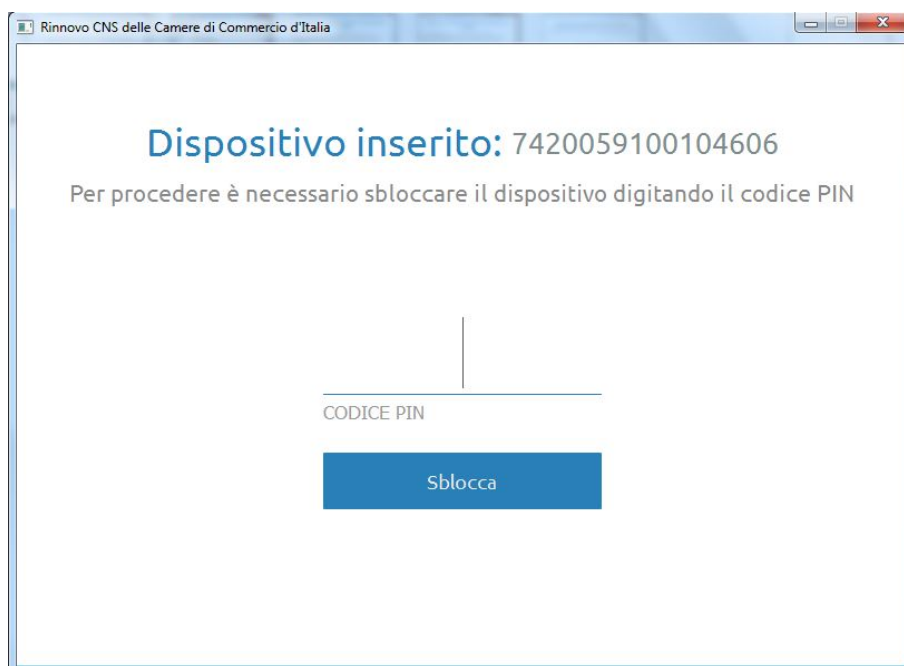 Rinnovo CNS delle Camere di Commercio d'Italia
Dispositivo inserito: 7420059100104606
Per procedere è necessario sbloccare il dispositivo digitando il codice PIN
CODICE PIN
Sblocca